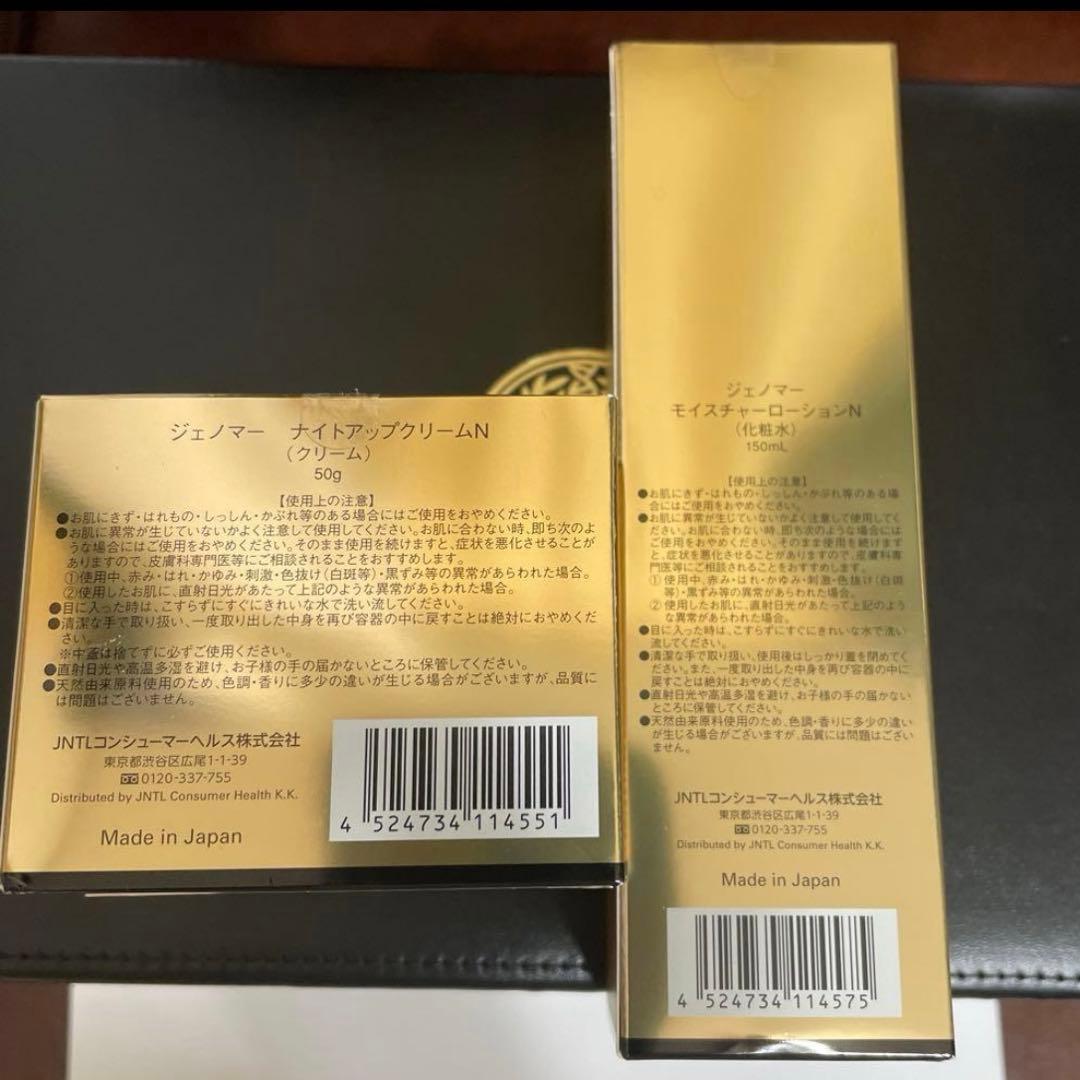 ジェノマー　ナイトアップクリームN
（クリーム）
50g
【使用上の注意】
●お肌にきず・はれもの・しっしん・かぶれ等のある場合にはご使用をおやめください。
●お肌に異常が生じていないかよく注意して使用してください。お肌に合わない時、即ち次のよ
うな場合にはご使用をおやめください。そのまま使用を続けますと、症状を悪化させることが
ありますので、皮膚科専門医等にご相談されることをおすすめします。
①使用中、赤み・はれ・かゆみ・刺激・色抜け（白斑等）・黒ずみ等の異常があらわれた場合。
②使用したお肌に、直射日光があたって上記のような異常があらわれた場合。
●目に入った時は、こすらずにすぐにきれいな水で洗い流してください。
●清潔な手で取り扱い、一度取り出した中身を再び容器の中に戻すことは絶対におやめくだ
さい。
※中蓋は捨てずに必ずご使用ください。
●直射日光や高温多湿を避け、お子様の手の届かないところに保管してください。
●天然由来原料使用のため、色調・香りに多少の違いが生じる場合がございますが、品質に
は問題はございません。
JNTLコンシューマーヘルス株式会社
東京都渋谷区広尾1-1-39
0120-337-755
Distributed by JNTL Consumer Health K.K.
Made in Japan
4 524734 114551
ジェノマー
モイスチャーローションN
（化粧水）
150mL
【使用上の注意】
●お肌にきず・はれもの・しっしん・かぶれ等のある場
合にはご使用をおやめください。
●お肌に異常が生じていないかよく注意して使用してく
ださい。お肌に合わない時、即ち次のような場合には
ご使用をおやめください。そのまま使用を続けます
と、症状を悪化させることがありますので、皮膚科専
門医等にご相談されることをおすすめします。
① 使用中、赤み・はれ・かゆみ・刺激・色抜け（白斑
等）・黒ずみ等の異常があらわれた場合。
② 使用したお肌に、直射日光があたって上記のよう
な異常があらわれた場合。
●目に入った時は、こすらずにすぐにきれいな水で洗い
流してください。
●清潔な手で取り扱い、使用後はしっかり蓋を閉めてく
ださい。また、一度取り出した中身を再び容器の中に
戻すことは絶対におやめください。
●直射日光や高温多湿を避け、お子様の手の届かない
ところに保管してください。
●天然由来原料使用のため、色調・香りに多少の違い
が生じる場合がございますが、品質には問題はござい
ません。
JNTLコンシューマーヘルス株式会社
東京都渋谷区広尾1-1-39
0120-337-755
Distributed by JNTL Consumer Health K.K.
Made in Japan
4 524734 114575